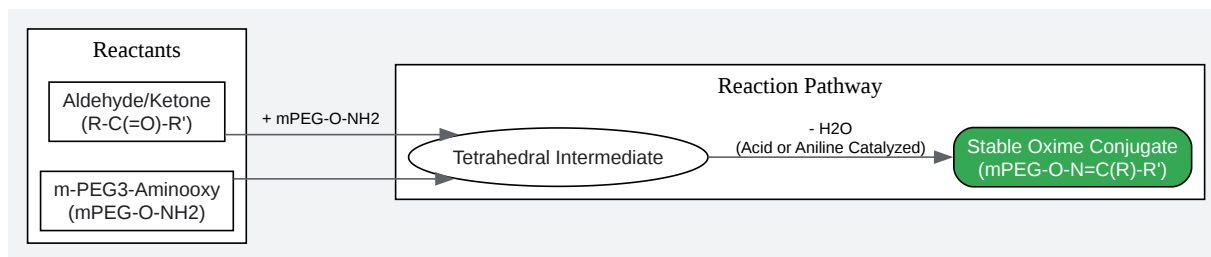 Reactants
Aldehyde/Ketone
(R-C(=O)-R')
m-PEG3-Aminooxy
(mPEG-O-NH2)
+ mPEG-O-NH2
Reaction Pathway
Tetrahedral Intermediate
- H2O
(Acid or Aniline Catalyzed)
Stable Oxime Conjugate
(mPEG-O-N=C(R)-R')